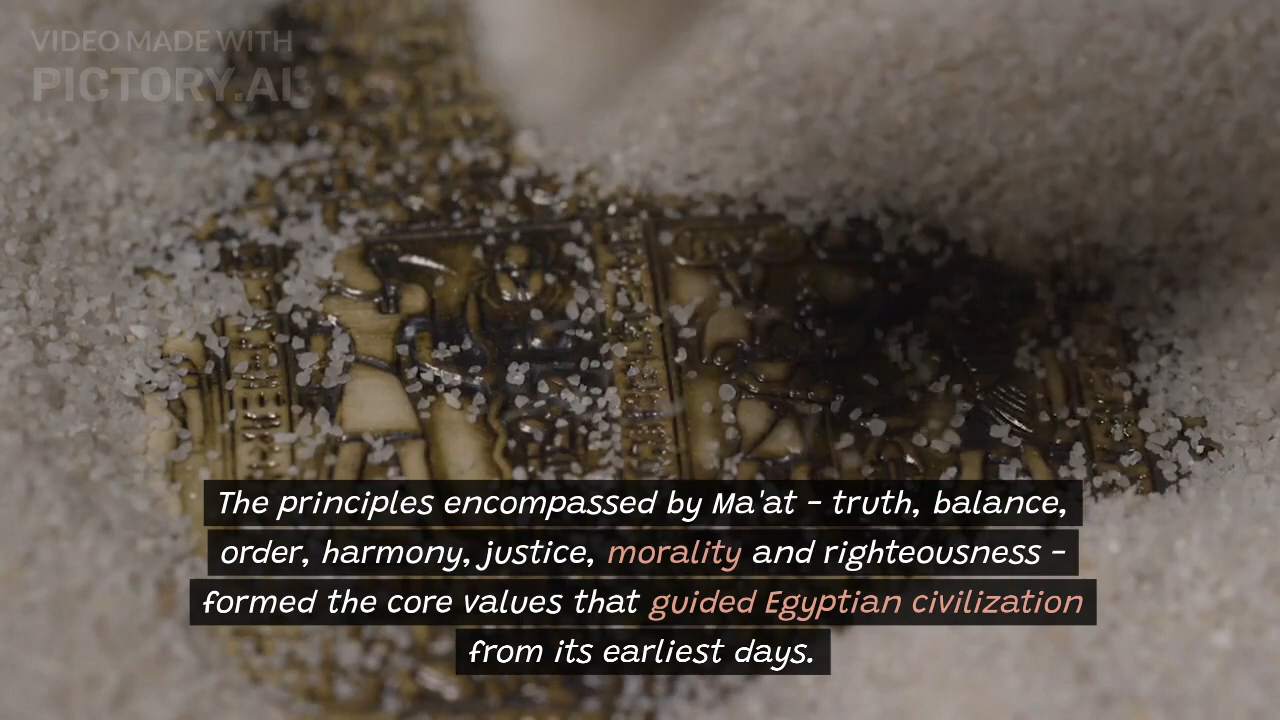 VIDEO MADE WITH
PICTORY.AI
The principles encompassed by Ma'at - truth, balance,
order, harmony, justice, morality and righteousness -
formed the core values that guided Egyptian civilization
from its earliest days.